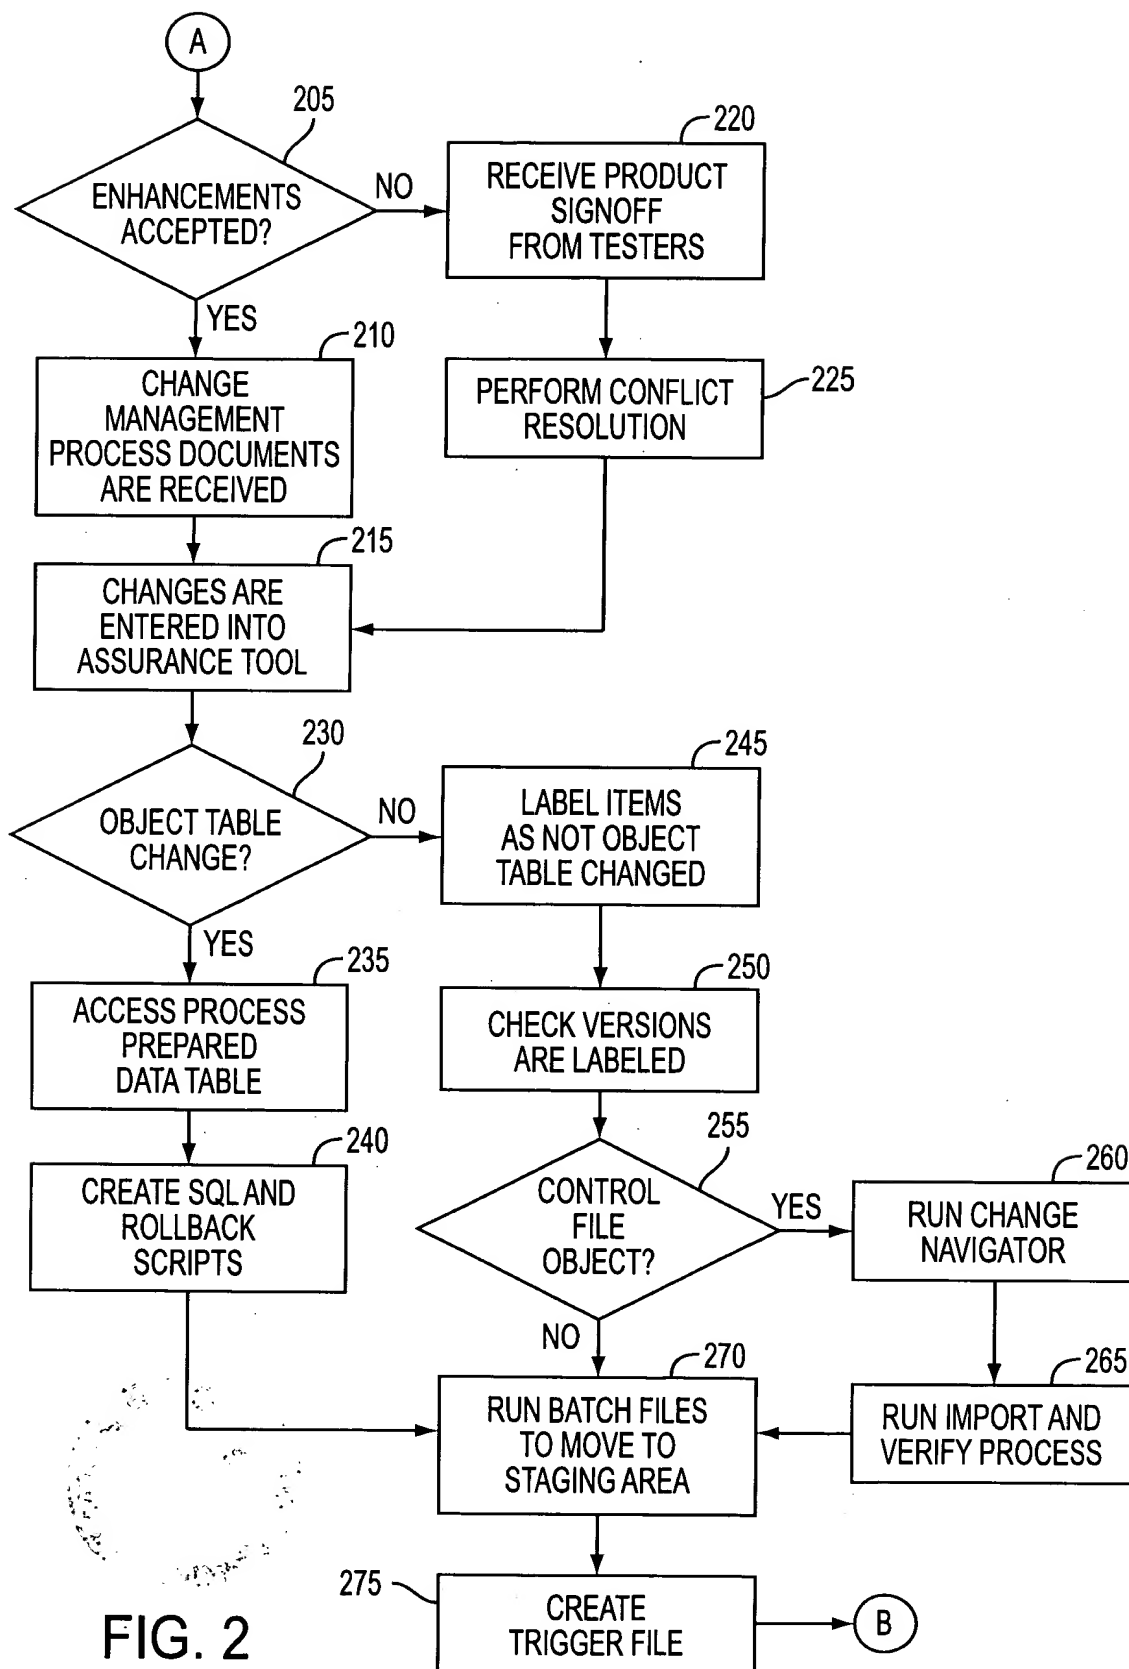 A
205
ENHANCEMENTS
ACCEPTED?
NO
220
RECEIVE PRODUCT
SIGNOFF
FROM TESTERS
YES
210
CHANGE
MANAGEMENT
PROCESS DOCUMENTS
ARE RECEIVED
PERFORM CONFLICT
RESOLUTION
225
215
CHANGES ARE
ENTERED INTO
ASSURANCE TOOL
230
OBJECT TABLE
CHANGE?
NO
245
LABEL ITEMS
AS NOT OBJECT
TABLE CHANGED
YES
235
ACCESS PROCESS
PREPARED
DATA TABLE
250
CHECK VERSIONS
ARE LABELED
240
CREATE SQL AND
ROLLBACK
SCRIPTS
255
CONTROL
FILE
OBJECT?
YES
260
RUN CHANGE
NAVIGATOR
NO
270
RUN BATCH FILES
TO MOVE TO
STAGING AREA
265
RUN IMPORT AND
VERIFY PROCESS
275
CREATE
TRIGGER FILE
B
FIG. 2